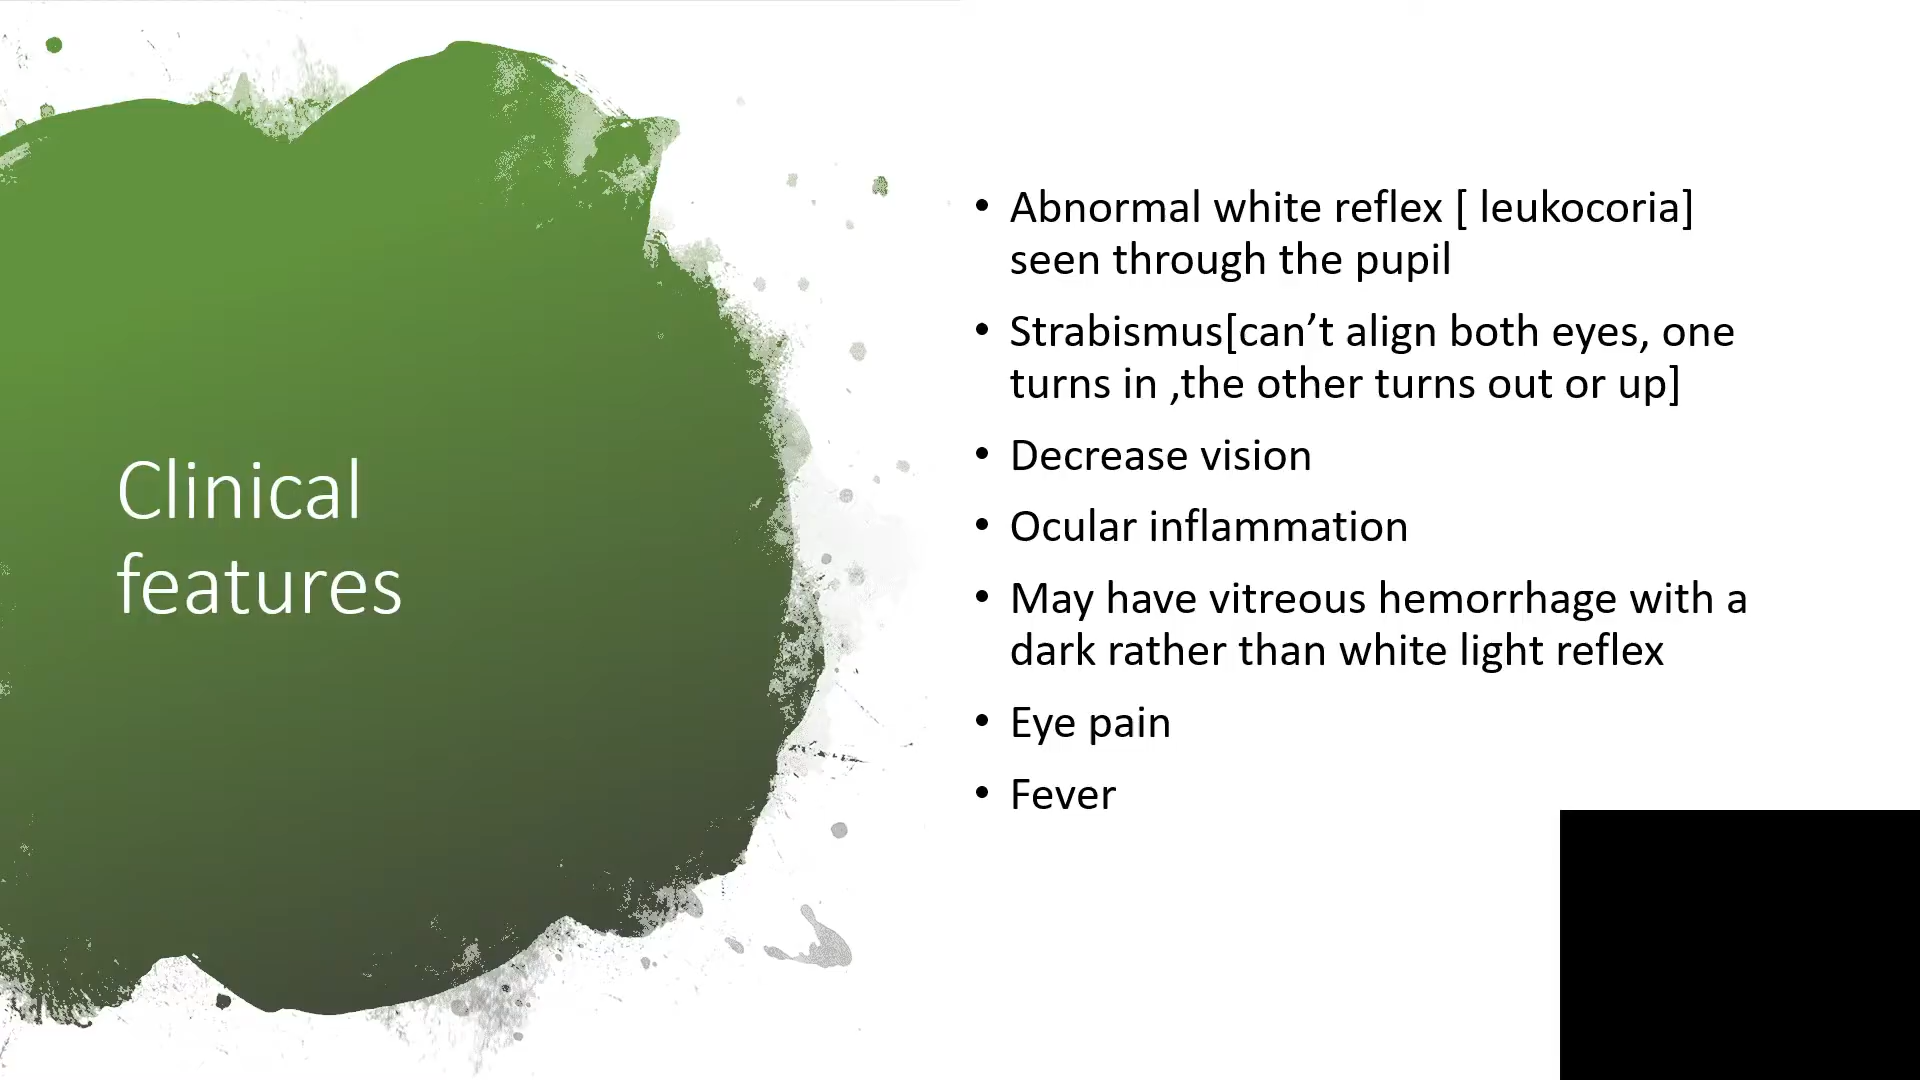 Clinical
features
• Abnormal white reflex [ leukocoria]
seen through the pupil
• Strabismus[can’t align both eyes, one
turns in ,the other turns out or up]
• Decrease vision
• Ocular inflammation
• May have vitreous hemorrhage with a
dark rather than white light reflex
• Eye pain
• Fever